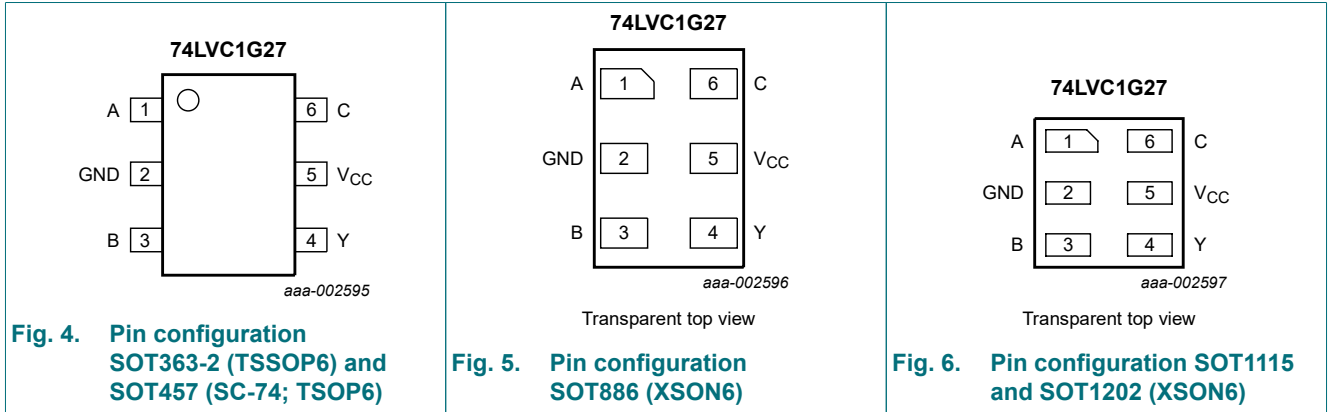 74LVC1G27
A 1 6 C
GND 2 5 VCC
B 3 4 Y
aaa-002595
Fig. 4. Pin configuration
SOT363-2 (TSSOP6) and
SOT457 (SC-74; TSOP6)
74LVC1G27
A 1 6 C
GND 2 5 VCC
B 3 4 Y
aaa-002596
Transparent top view
Fig. 5. Pin configuration
SOT886 (XSON6)
74LVC1G27
A 1 6 C
GND 2 5 VCC
B 3 4 Y
aaa-002597
Transparent top view
Fig. 6. Pin configuration SOT1115
and SOT1202 (XSON6)